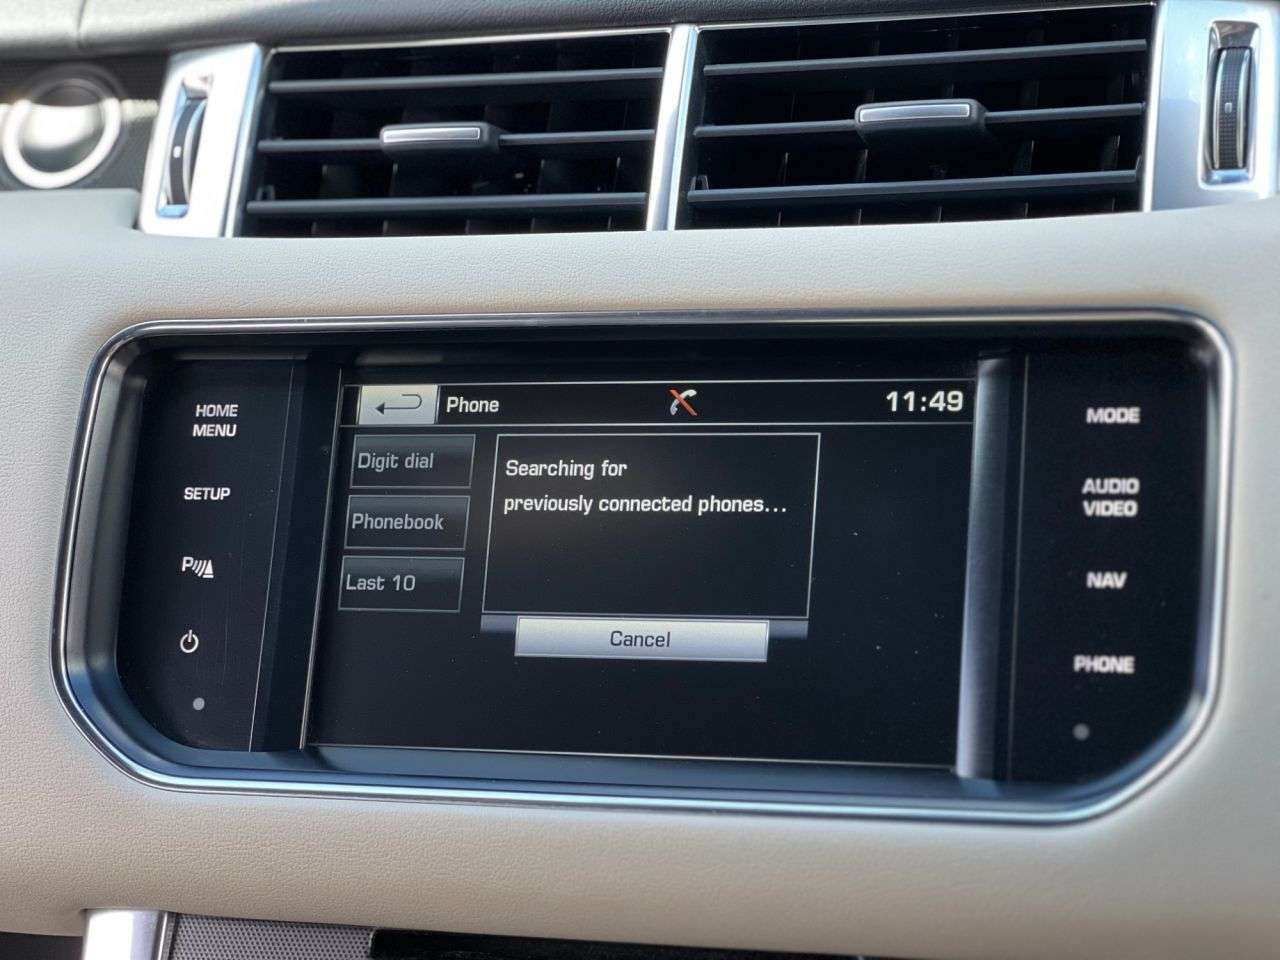 HOME
MENU
SETUP
P
Phone
11:49
Digit dial
Phonebook
Last 10
Searching for
previously connected phones...
Cancel
MODE
AUDIO
VIDEO
NAV
PHONE